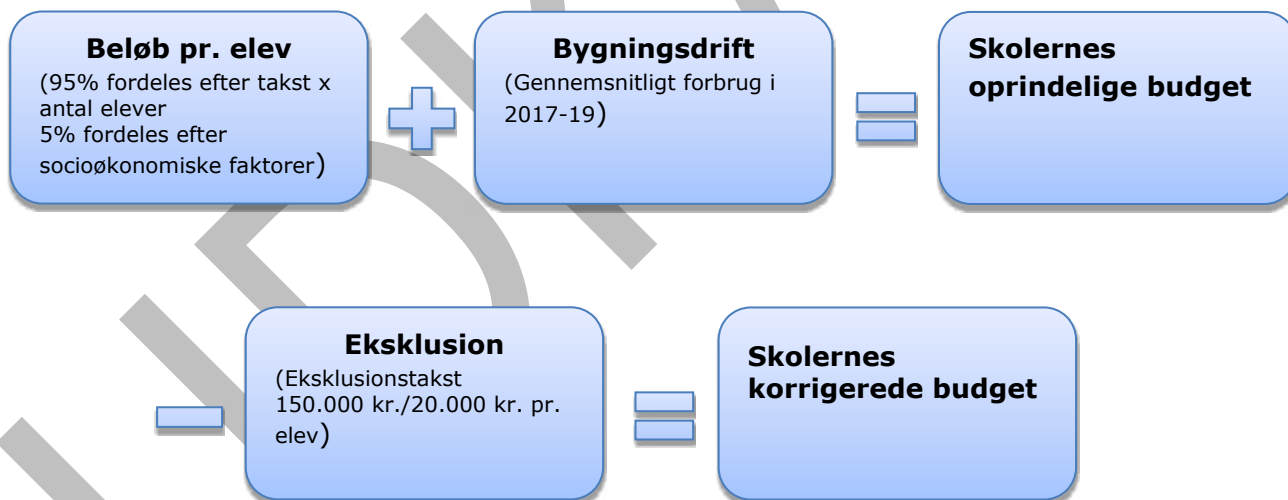 Beløb pr. elev
(95% fordeles efter takst x
antal elever
5% fordeles efter
socioøkonomiske faktorer)
Bygningsdrift
(Gennemsnitligt forbrug i
2017-19)
Skolernes
oprindelige budget
Eksklusion
(Eksklusionstakst
150.000 kr./20.000 kr. pr.
elev)
Skolernes
korrigerede budget